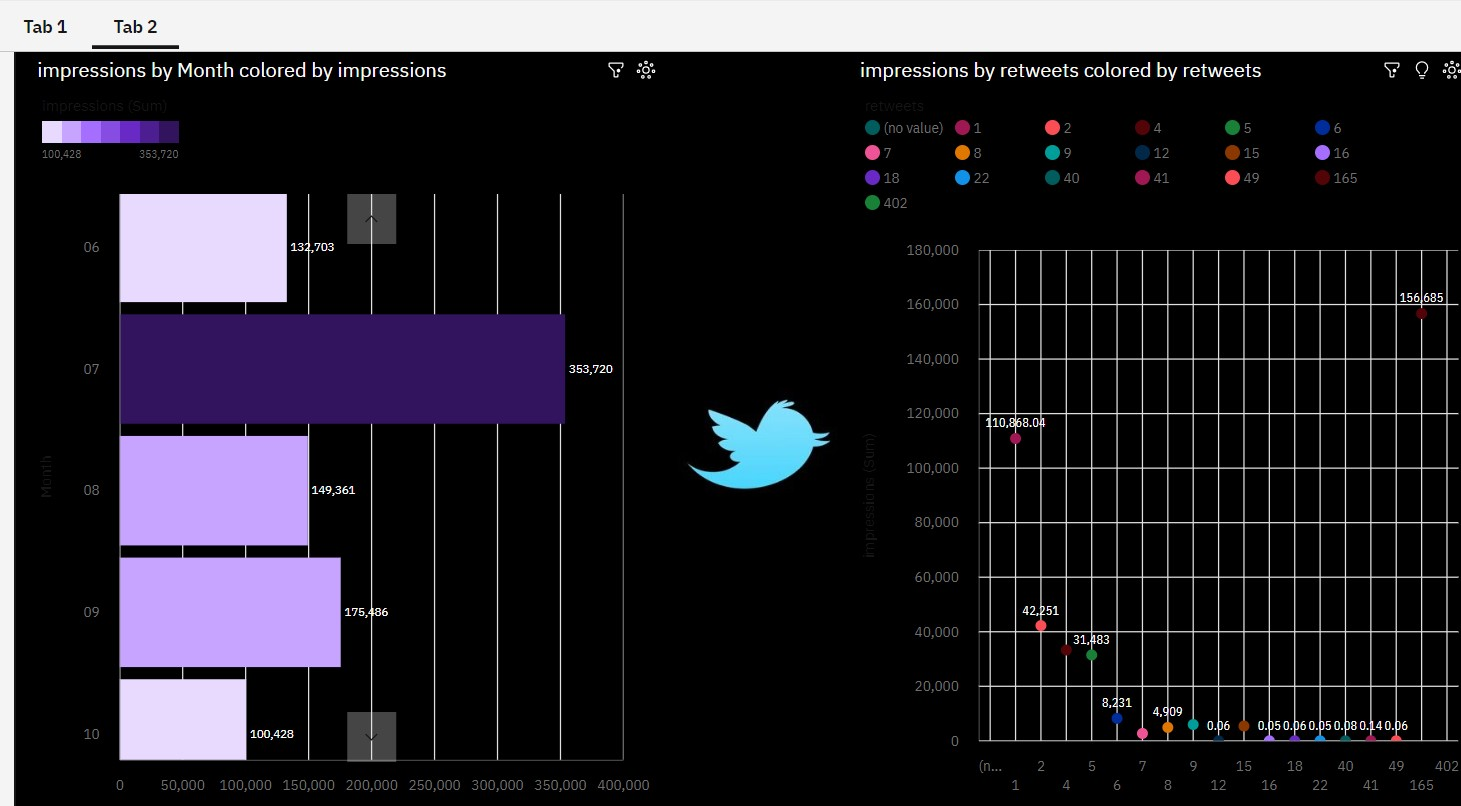 Tab 1 Tab 2
impressions by Month colored by impressions
impressions (Sum)
100,428 353,720
06 132,703
07 353,720
08 149,361
09 175,486
10 100,428
Month
0 50,000 100,000 150,000 200,000 250,000 300,000 350,000 400,000
impressions by retweets colored by retweets
retweets
(no value) 1 2 4 5 6
7 8 9 12 15 16
18 22 40 41 49 165
402
180,000
160,000
156,685
140,000
120,000
110,868.04
100,000
80,000
60,000
42,251
40,000
31,483
20,000
8,231
4,909
0.06 0.05 0.06 0.05 0.08 0.14 0.06
0
impressions (Sum)
(n... 2 5 7 9 15 18 40 49 402
1 4 6 8 12 16 22 41 165